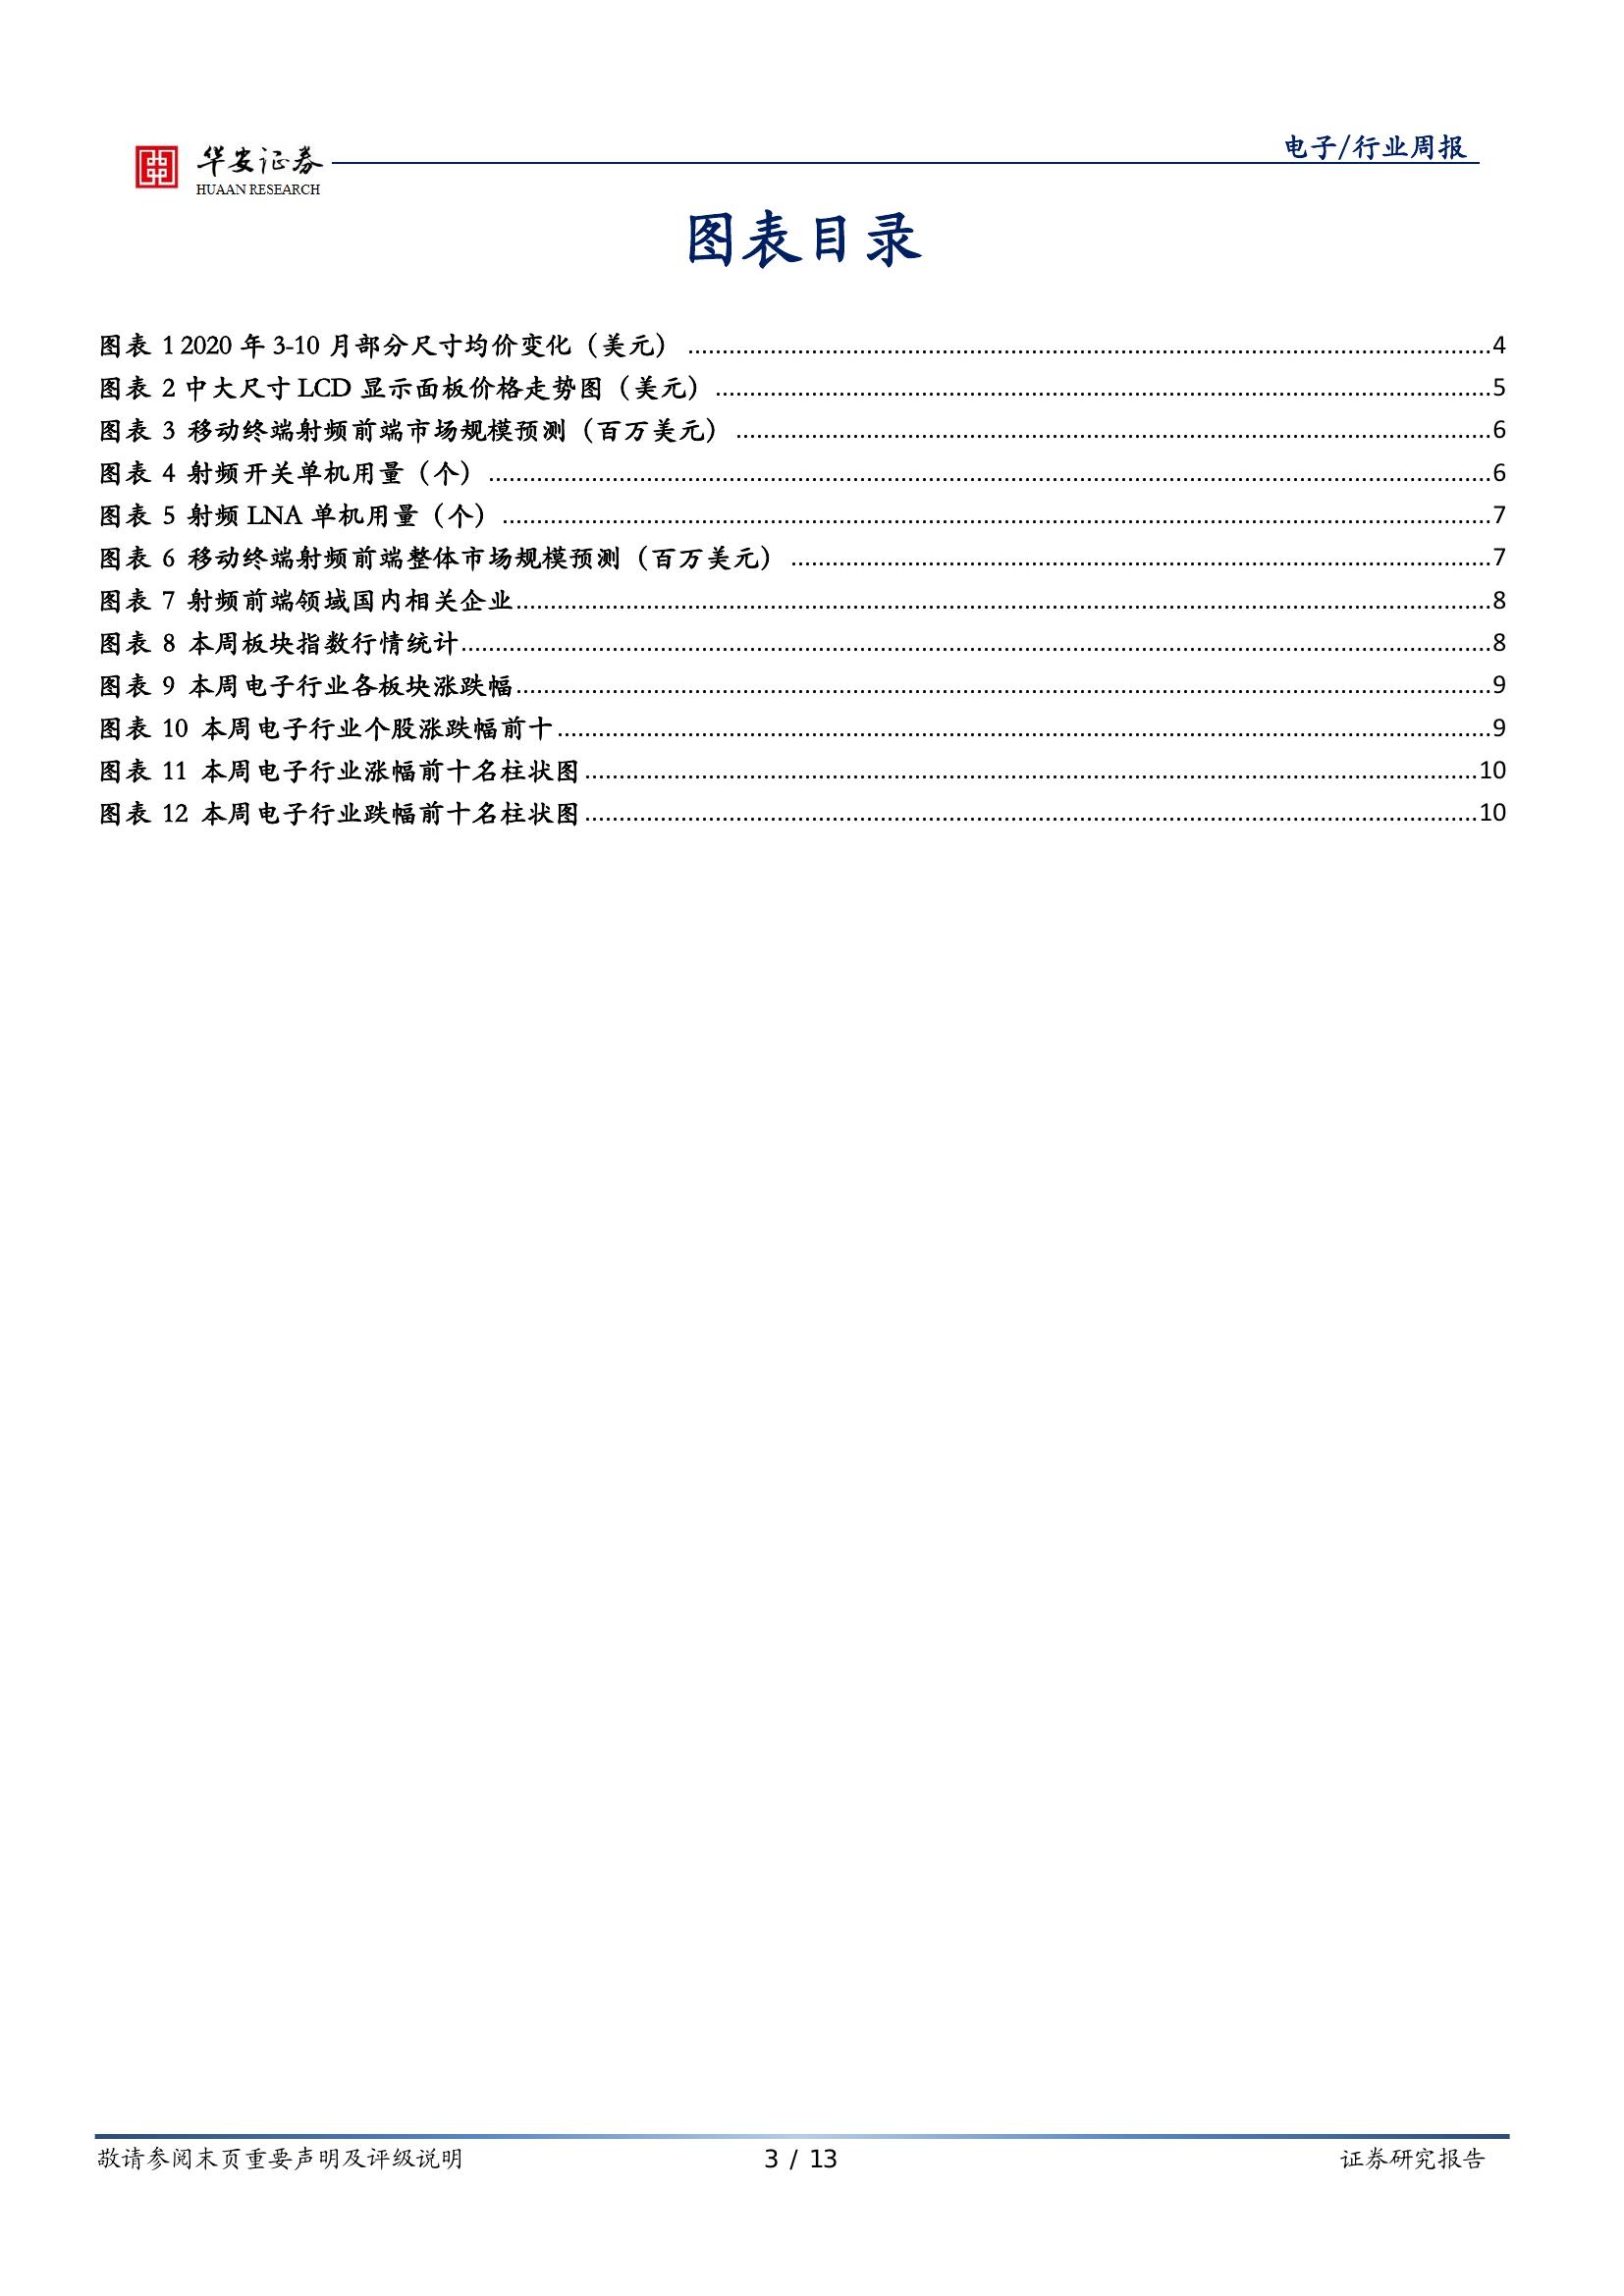 华安证券
HUAAN RESEARCH
电子/行业周报
图表目录
图表 1 2020 年 3-10 月部分尺寸均价变化（美元） ........................ 4
图表 2 中大尺寸 LCD 显示面板价格走势图（美元） ........................ 5
图表 3 移动终端射频前端市场规模预测（百万美元） ........................ 6
图表 4 射频开关单机用量（个） ........................ 6
图表 5 射频 LNA 单机用量（个） ........................ 7
图表 6 移动终端射频前端整体市场规模预测（百万美元） ........................ 7
图表 7 射频前端领域国内相关企业 ........................ 8
图表 8 本周板块指数行情统计 ........................ 8
图表 9 本周电子行业各板块涨跌幅 ........................ 9
图表 10 本周电子行业个股涨跌幅前十 ........................ 9
图表 11 本周电子行业涨幅前十名柱状图 ........................ 10
图表 12 本周电子行业跌幅前十名柱状图 ........................ 10
敬请参阅末页重要声明及评级说明 3 / 13 证券研究报告